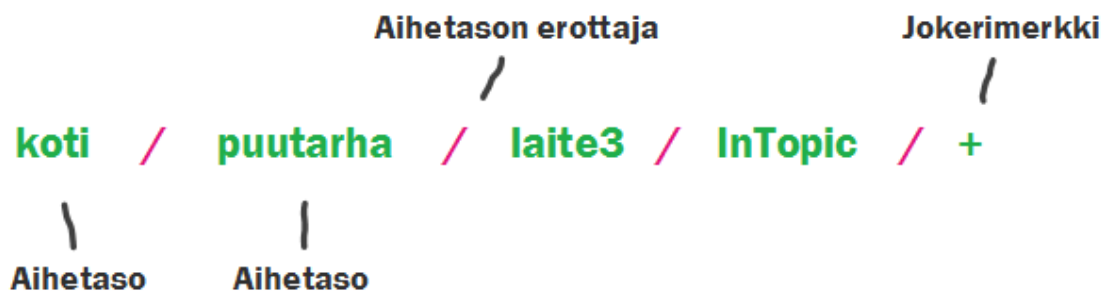 Aihetason erottaja Jokerimerkki
koti / puutarha / laite3 / InTopic / +
Aihetaso Aihetaso